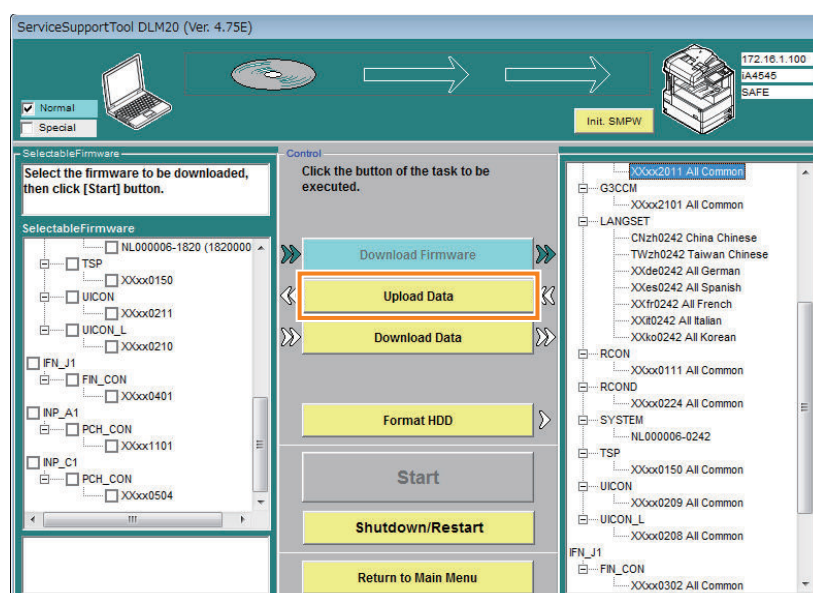 ServiceSupportTool DLM20 (Ver. 4.75E)
172.16.1.100
iA4545
SAFE
Normal
Special
Init. SMPW
SelectableFirmware
Select the firmware to be downloaded,
then click [Start] button.
SelectableFirmware
NL000006-1820 (1820000
TSP
XXxx0150
UICON
XXxx0211
UICON_L
XXxx0210
IFN_J1
FIN_CON
XXxx0401
INP_A1
PCH_CON
XXxx1101
INP_C1
PCH_CON
XXxx0504
Control
Click the button of the task to be
executed.
Download Firmware
Upload Data
Download Data
Format HDD
Start
Shutdown/Restart
Return to Main Menu
XXxx2011 All Common
G3CCM
XXxx2101 All Common
LANGSET
CNzh0242 China Chinese
TWzh0242 Taiwan Chinese
XXde0242 All German
XXes0242 All Spanish
XXfr0242 All French
XXit0242 All Italian
XXko0242 All Korean
RCON
XXxx0111 All Common
RCOND
XXxx0224 All Common
SYSTEM
NL000006-0242
TSP
XXxx0150 All Common
UICON
XXxx0209 All Common
UICON_L
XXxx0208 All Common
IFN_J1
FIN_CON
XXxx0302 All Common